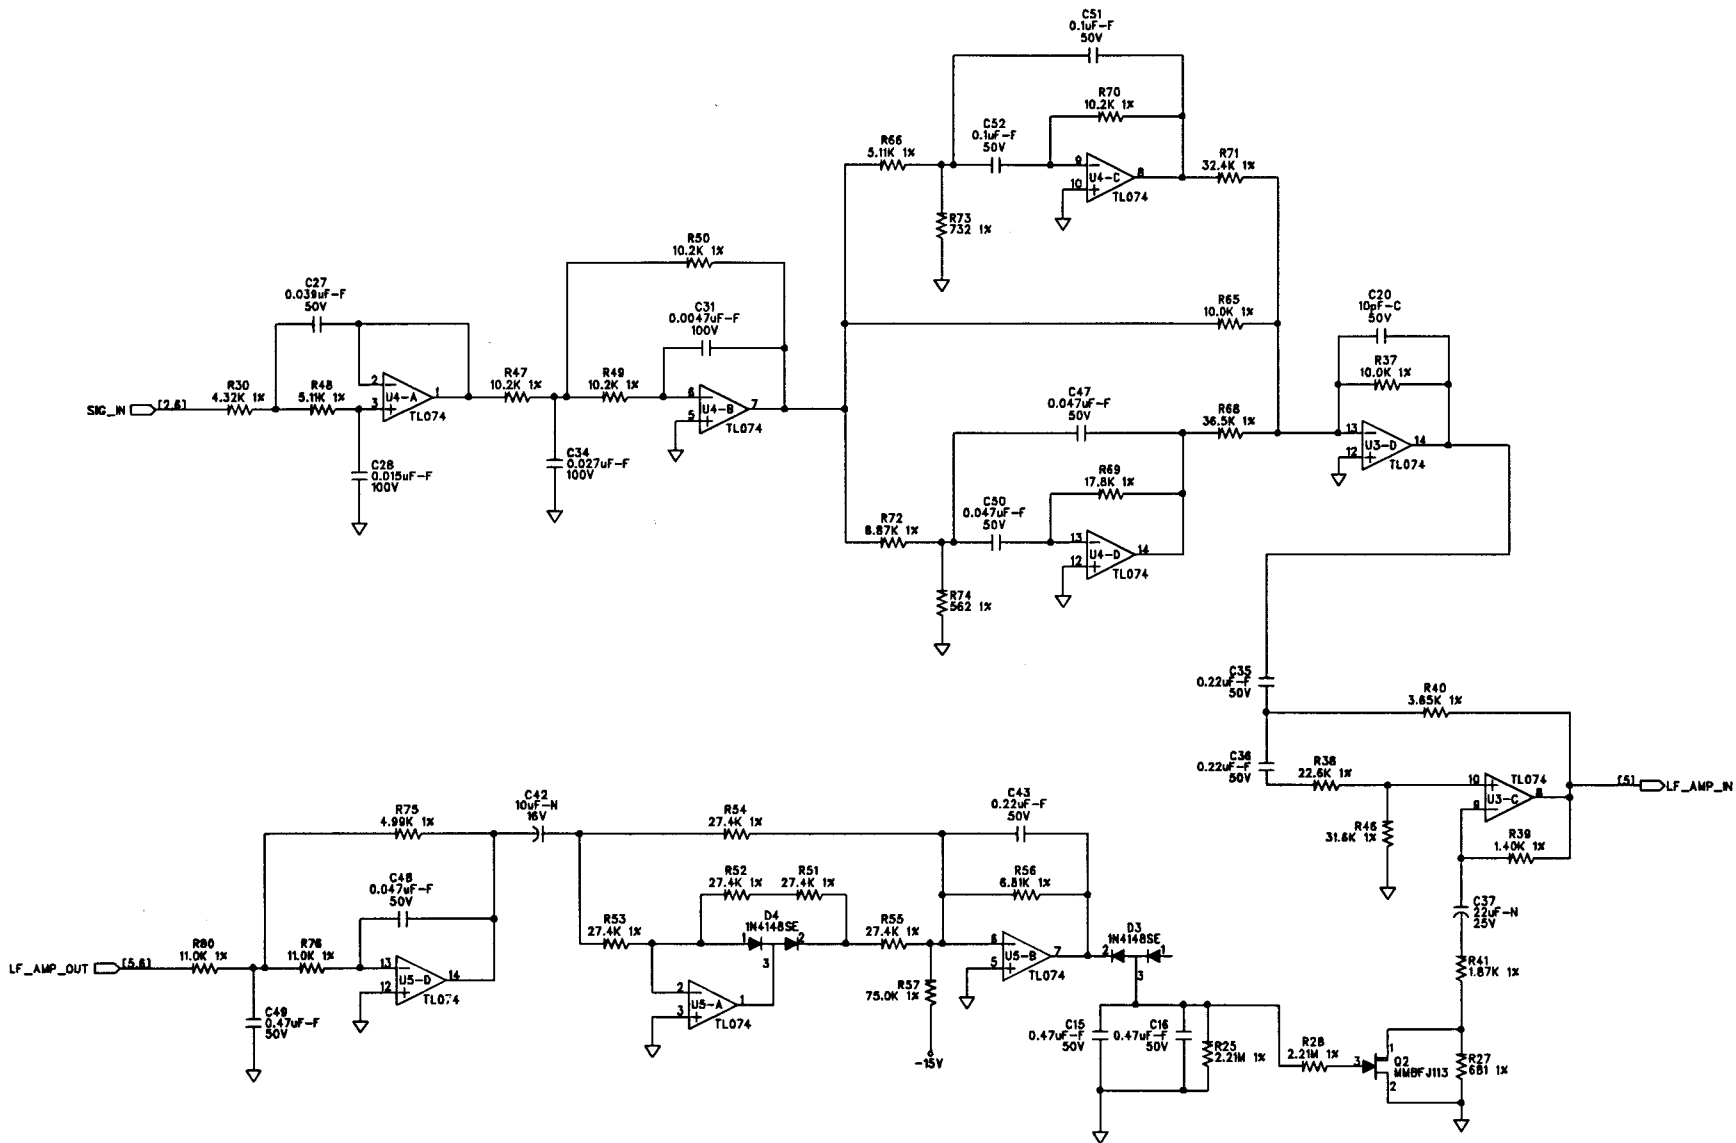 C51
0.1uF-F
50V
R70
10.2K 1%
C52
0.1uF-F
50V
R66
5.11K 1%
9
10
U4-C
8
TL074
R71
32.4K 1%
R73
732 1%
R50
10.2K 1%
C27
0.039uF-F
50V
C31
0.0047uF-F
100V
R65
10.0K 1%
C20
10pF-C
50V
R37
10.0K 1%
SIG_IN
[2,6]
R30
4.32K 1%
R48
5.11K 1%
2
3
U4-A
1
TL074
R47
10.2K 1%
R49
10.2K 1%
6
5
U4-B
7
TL074
C28
0.015uF-F
100V
C34
0.027uF-F
100V
C47
0.047uF-F
50V
R68
36.5K 1%
13
12
U3-D
14
TL074
R69
17.8K 1%
C50
0.047uF-F
50V
R72
6.87K 1%
13
12
U4-D
14
TL074
R74
562 1%
C35
0.22uF-F
50V
R40
3.65K 1%
C36
0.22uF-F
50V
R38
22.6K 1%
10
9
TL074
U3-C
8
[5]
LF_AMP_IN
R46
31.6K 1%
R39
1.40K 1%
C37
22uF-N
25V
R41
1.87K 1%
R75
4.99K 1%
C42
10uF-N
16V
R54
27.4K 1%
C43
0.22uF-F
50V
C48
0.047uF-F
50V
R52
27.4K 1%
R51
27.4K 1%
R56
6.81K 1%
LF_AMP_OUT
[5,6]
R80
11.0K 1%
R76
11.0K 1%
13
12
U5-D
14
TL074
R53
27.4K 1%
D4
1N4148SE
1
2
3
R55
27.4K 1%
6
5
U5-B
7
TL074
D3
1N4148SE
2
1
3
2
3
U5-A
1
TL074
R57
75.0K 1%
-15V
C49
0.47uF-F
50V
C15
0.47uF-F
50V
C16
0.47uF-F
50V
R25
2.21M 1%
R28
2.21M 1%
3
1
Q2
MMBFJ113
2
R27
681 1%